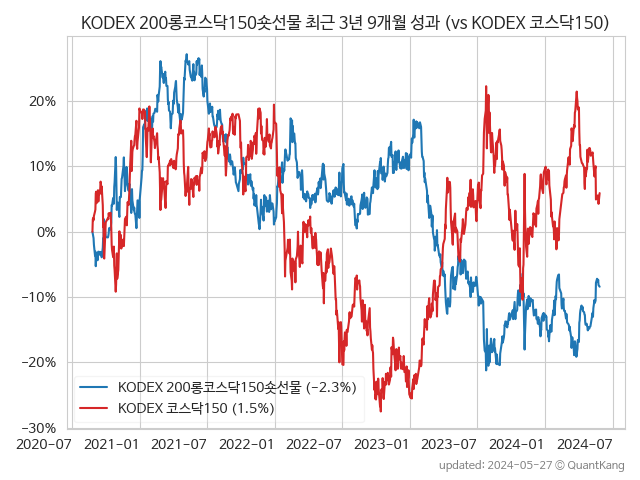 KODEX 200롱코스닥150숏선물 최근 3년 9개월 성과 (vs KODEX 코스닥150)
20%
10%
0%
−10%
−20%
−30%
KODEX 200롱코스닥150숏선물 (−2.3%)
KODEX 코스닥150 (1.5%)
2020-07 2021-01 2021-07 2022-01 2022-07 2023-01 2023-07 2024-01 2024-07
updated: 2024-05-27 © QuantKang